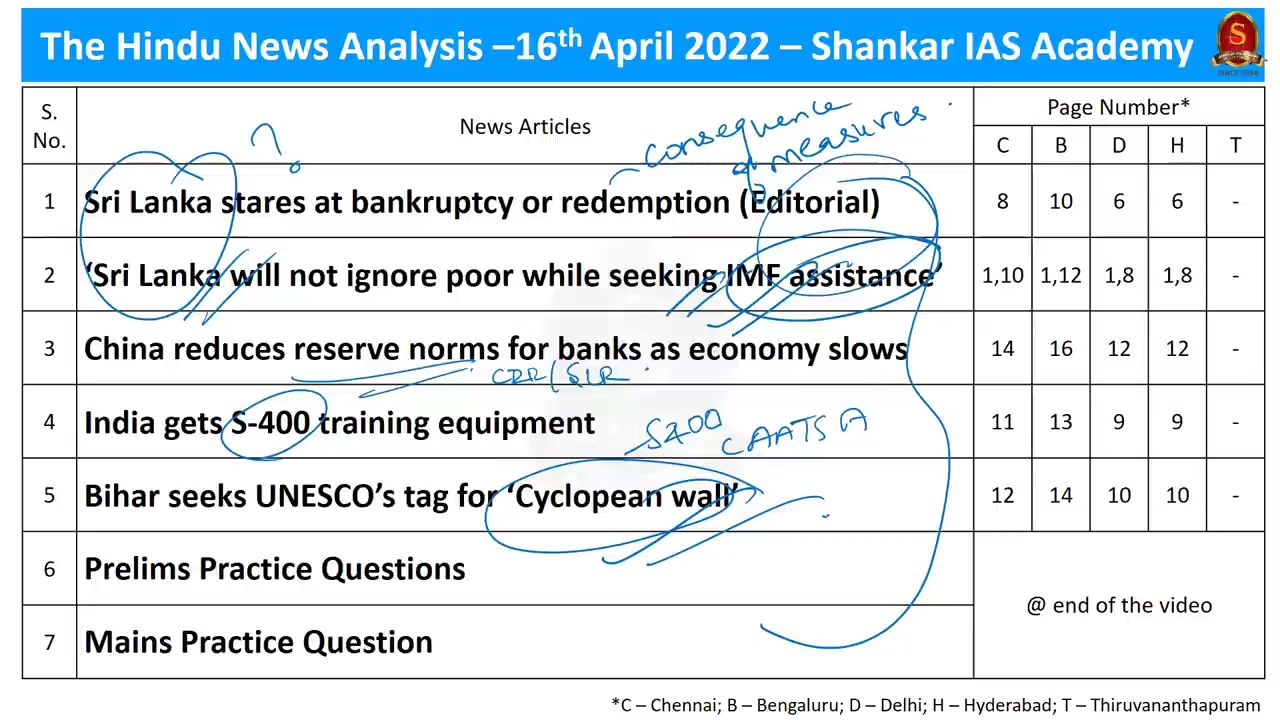 The Hindu News Analysis –16th April 2022 – Shankar IAS Academy
S
SINCE 2004
S. No.
News Articles
Page Number*
C B D H T
?
consequence
measures
1 Sri Lanka stares at bankruptcy or redemption (Editorial) 8 10 6 6 -
2 ‘Sri Lanka will not ignore poor while seeking IMF assistance’ 1,10 1,12 1,8 1,8 -
3 China reduces reserve norms for banks as economy slows 14 16 12 12 -
CRR/SLR
4 India gets S-400 training equipment 11 13 9 9 -
S400
CAATSA
5 Bihar seeks UNESCO’s tag for ‘Cyclopean wall’ 12 14 10 10 -
6 Prelims Practice Questions
@ end of the video
7 Mains Practice Question
*C – Chennai; B – Bengaluru; D – Delhi; H – Hyderabad; T – Thiruvananthapuram